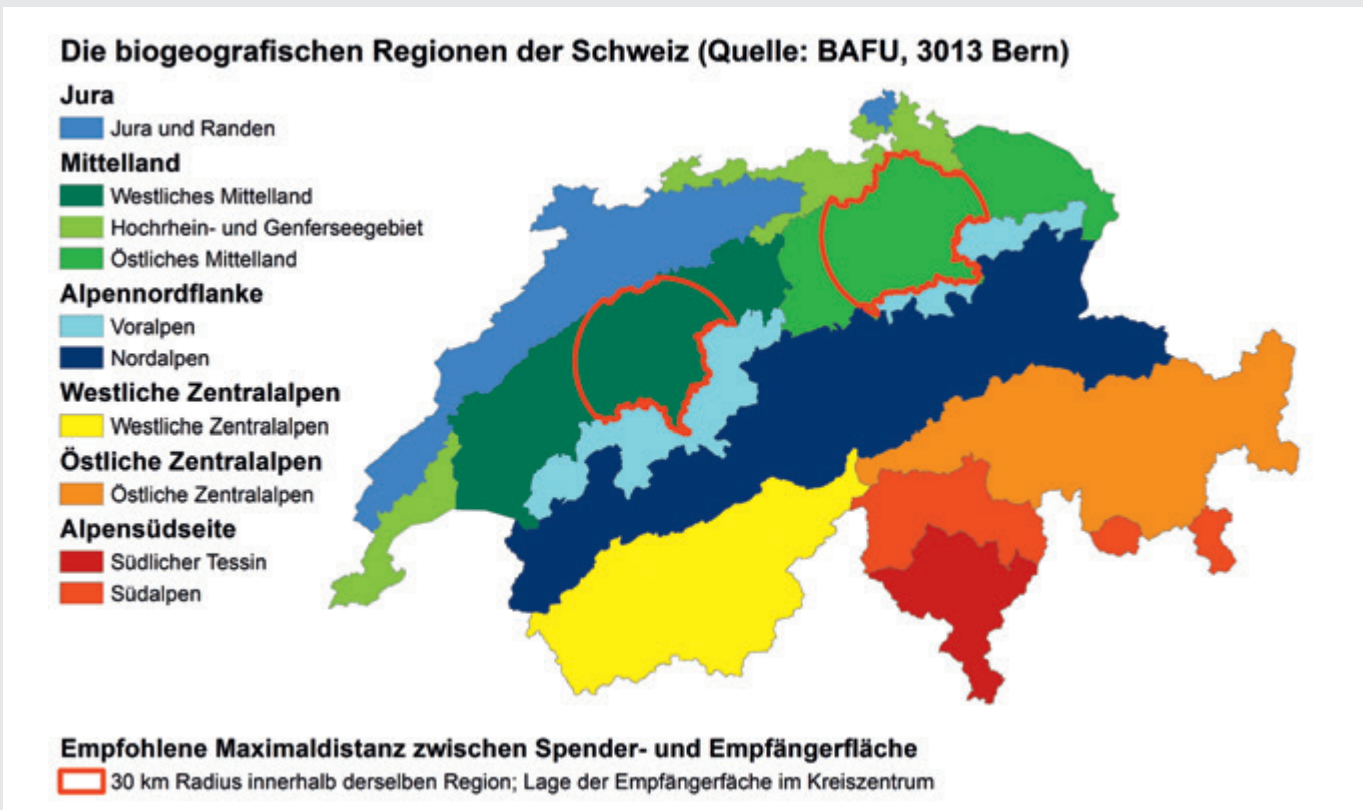 Die biogeografischen Regionen der Schweiz (Quelle: BAFU, 3013 Bern)
Jura
Jura und Randen
Mittelland
Westliches Mittelland
Hochrhein- und Genferseegebiet
Östliches Mittelland
Alpennordflanke
Voralpen
Nordalpen
Westliche Zentralalpen
Westliche Zentralalpen
Östliche Zentralalpen
Östliche Zentralalpen
Alpensüdseite
Südlicher Tessin
Südalpen
Empfohlene Maximaldistanz zwischen Spender- und Empfängerfläche
30 km Radius innerhalb derselben Region; Lage der Empfängerfäche im Kreiszentrum